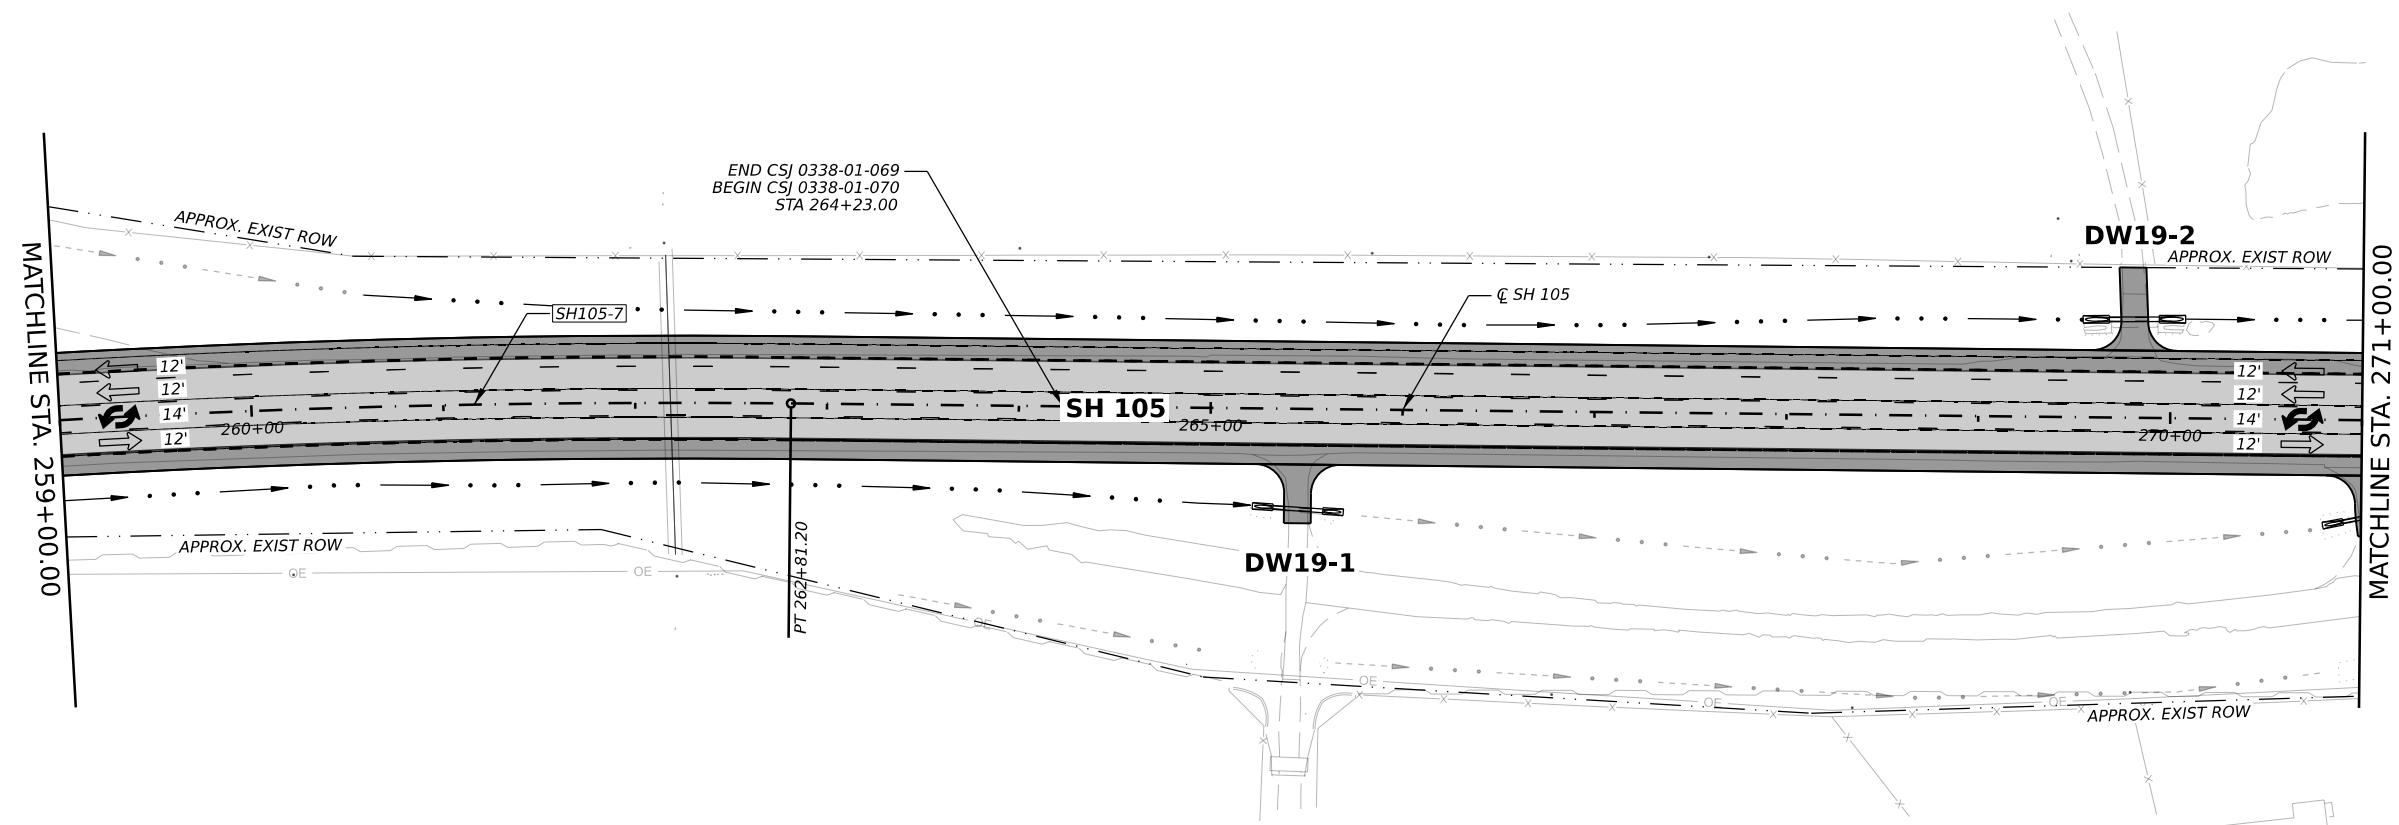 END CSJ 0338-01-069
BEGIN CSJ 0338-01-070
STA 264+23.00
APPROX. EXIST ROW
DW19-2
APPROX. EXIST ROW
MATCHLINE STA. 259+00.00
MATCHLINE STA. 271+00.00
SH105-7
℄ SH 105
12'
12'
14'
12'
260+00
SH 105
265+00
270+00
12'
12'
14'
12'
APPROX. EXIST ROW
PT 262+81.20
DW19-1
OE
OE
OE
OE
OE
OE
APPROX. EXIST ROW